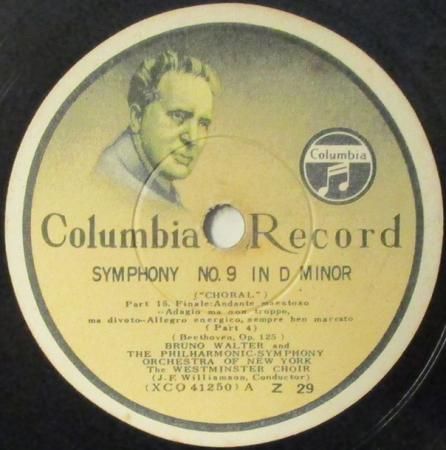 Columbia
Columbia Record
SYMPHONY NO. 9 IN D MINOR
("CHORAL")
Part 15. Finale: Andante maestoso
--Adagio ma non troppo,
ma divoto--Allegro energico, sempre ben marcato
(Part 4)
(Beethoven, Op. 125)
BRUNO WALTER and
THE PHILHARMONIC-SYMPHONY
ORCHESTRA OF NEW YORK
The WESTMINSTER CHOIR
(J. F. Williamson, Conductor)
(XCO 41250) A Z 29